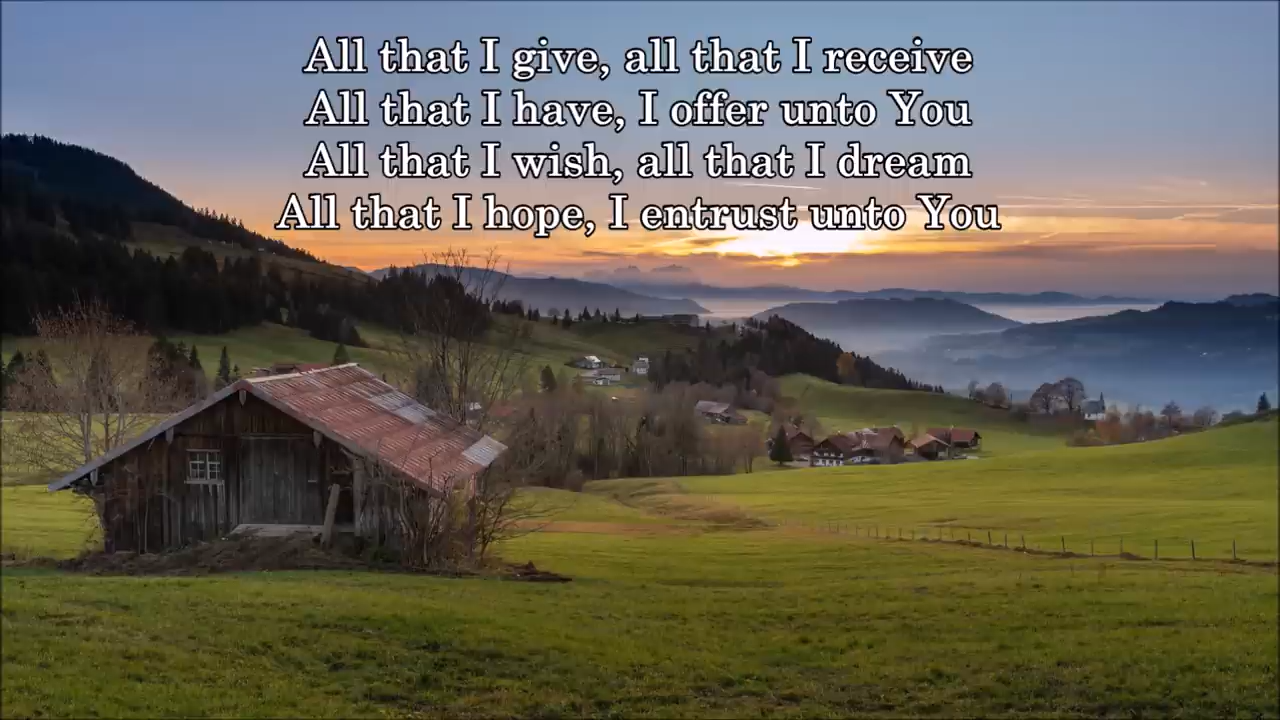 All that I give, all that I receive
All that I have, I offer unto You
All that I wish, all that I dream
All that I hope, I entrust unto You